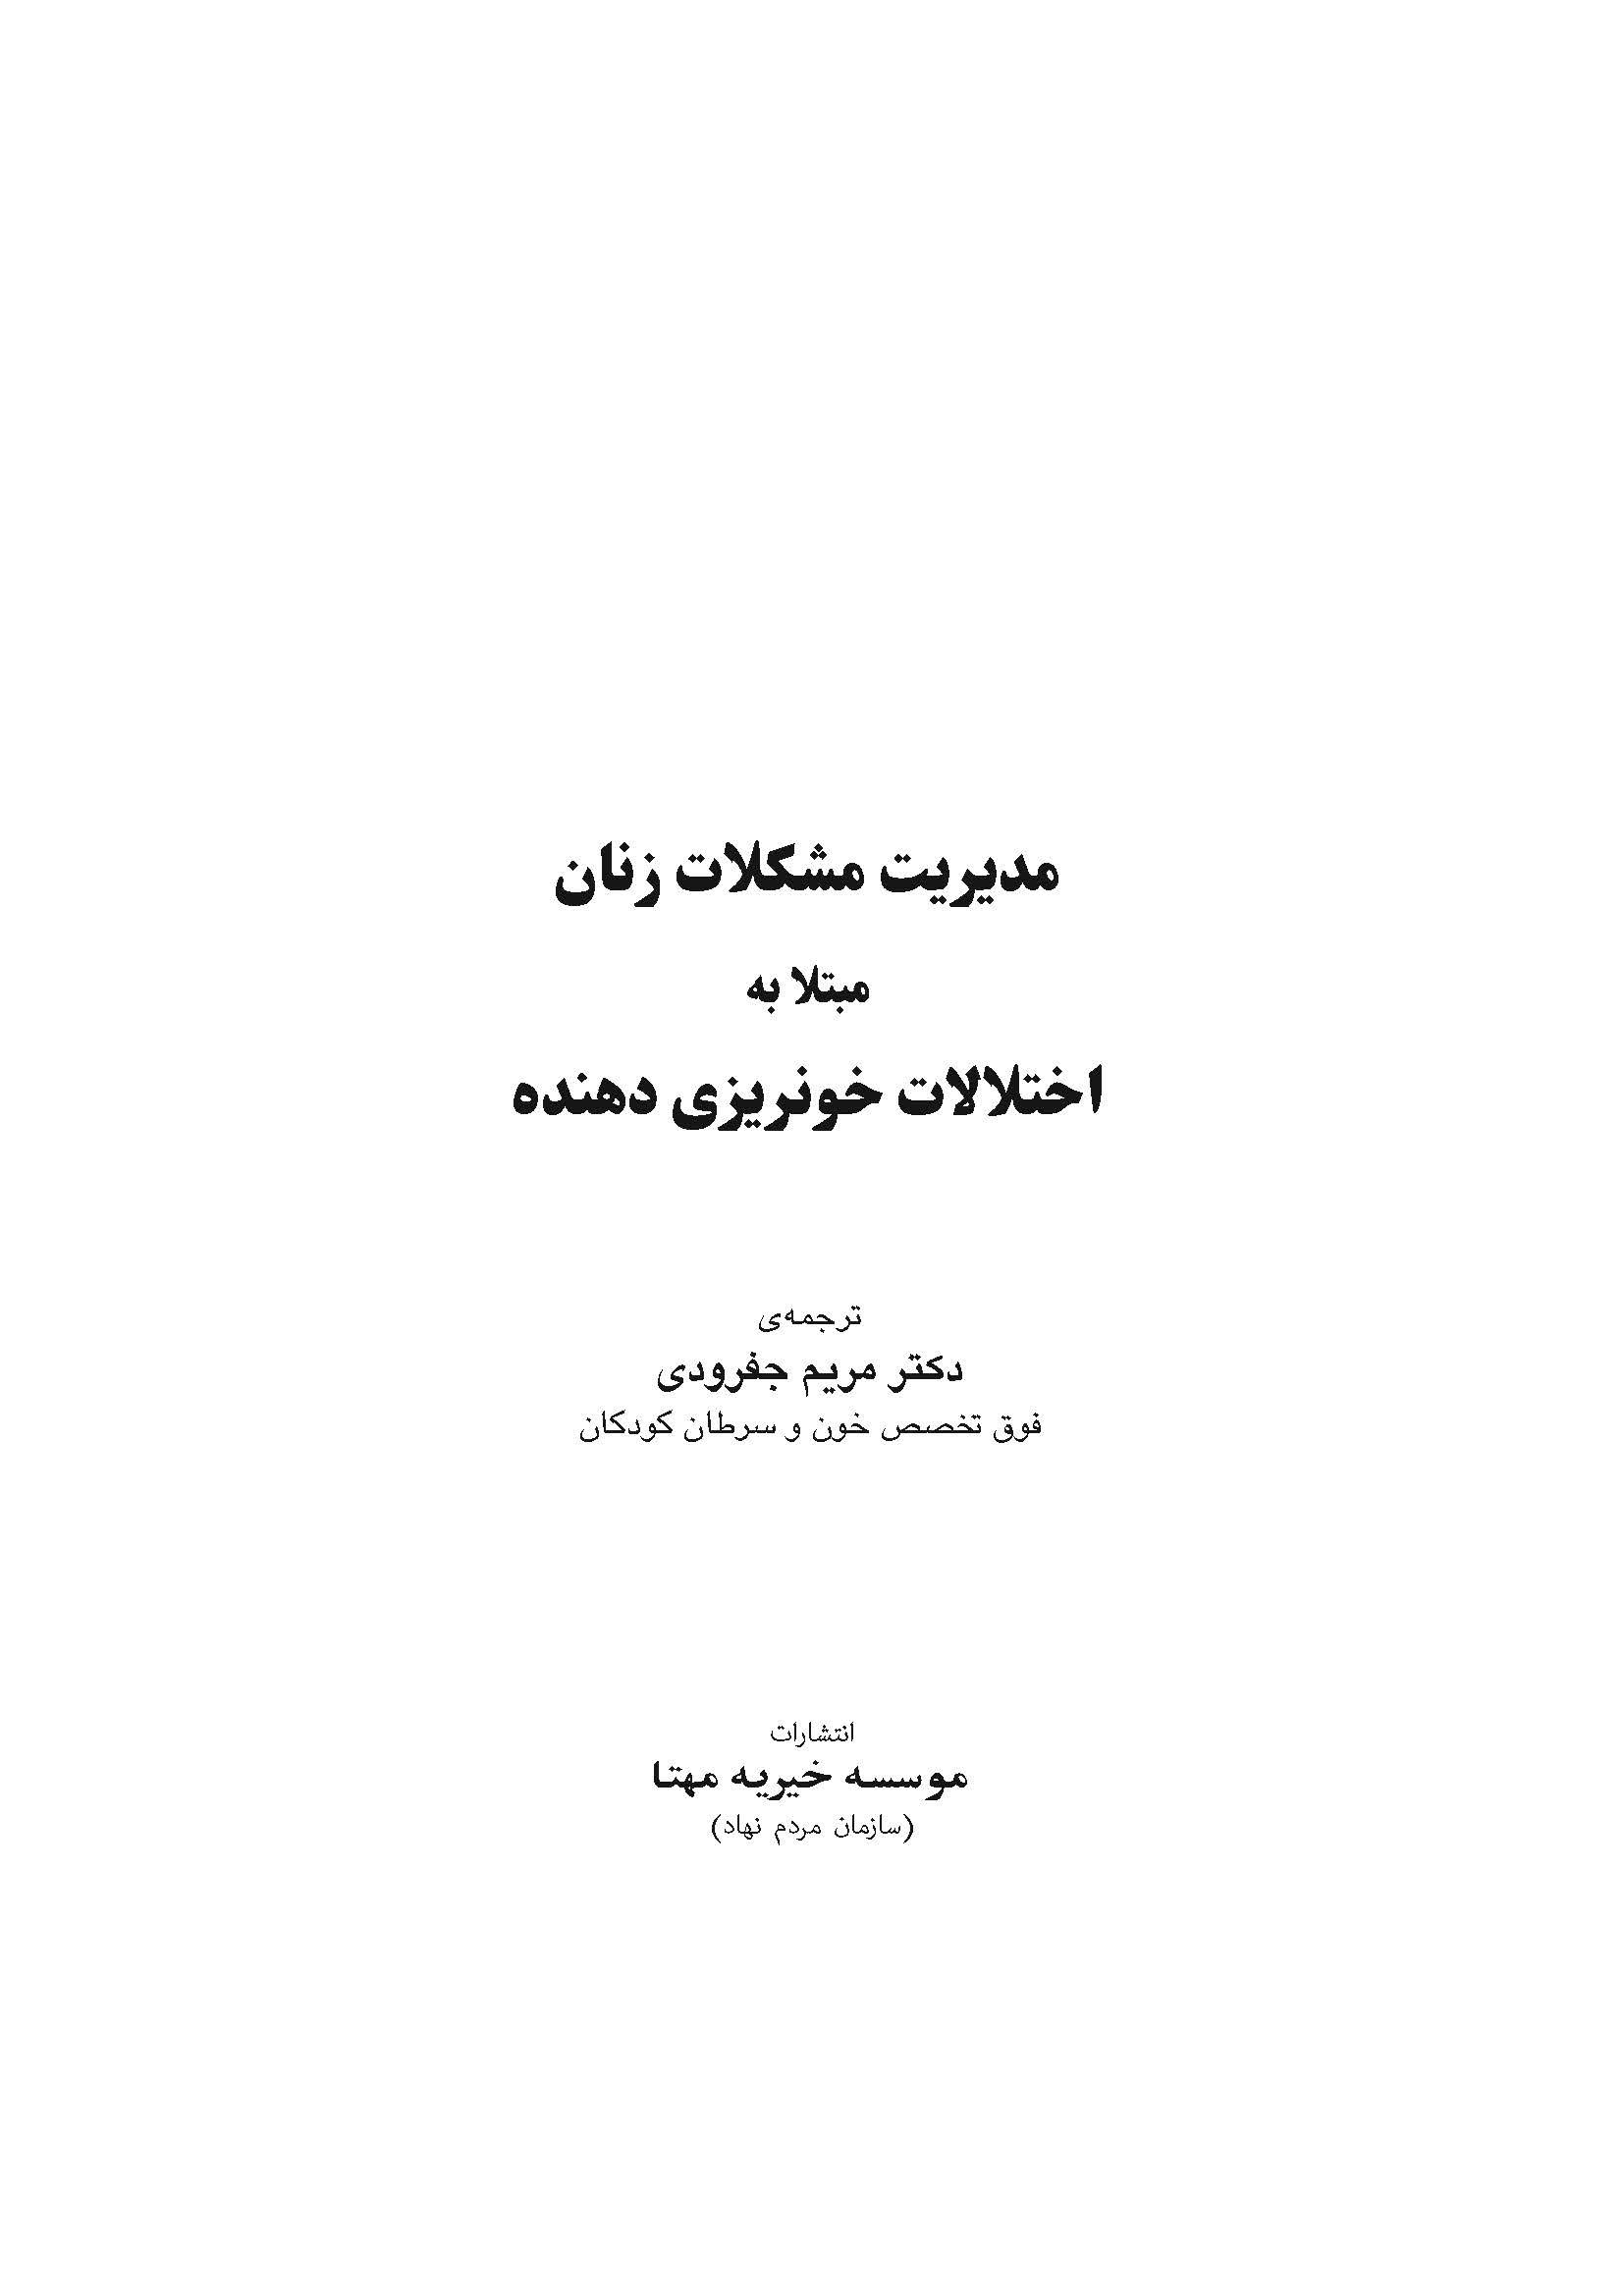 مدیریت مشکلات زنان
مبتلا به
اختلالات خونریزی دهنده
ترجمه‌ی
دکتر مریم جفرودی
فوق تخصص خون و سرطان کودکان
انتشارات
موسسه خیریه مهتا
(سازمان مردم نهاد)